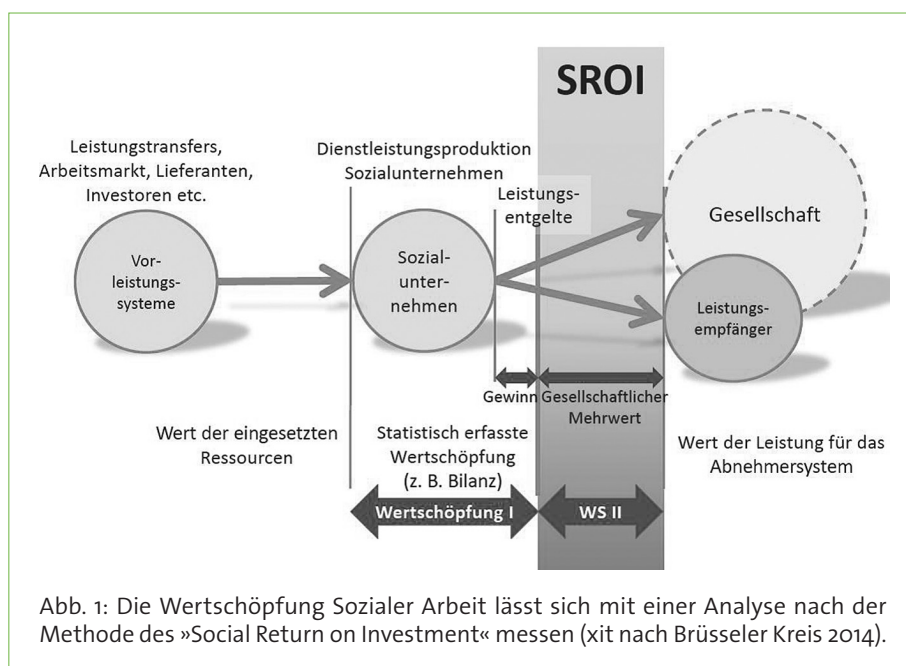 SROI
Leistungstransfers,
Arbeitsmarkt, Lieferanten,
Investoren etc.
Dienstleistungsproduktion
Sozialunternehmen
Leistungs-
entgelte
Vor-
leistungs-
systeme
Sozial-
unter-
nehmen
Gesellschaft
Leistungs-
empfänger
Gewinn
Gesellschaftlicher
Mehrwert
Wert der eingesetzten
Ressourcen
Statistisch erfasste
Wertschöpfung
(z. B. Bilanz)
Wert der Leistung für das
Abnehmersystem
Wertschöpfung I
WS II
Abb. 1: Die Wertschöpfung Sozialer Arbeit lässt sich mit einer Analyse nach der
Methode des »Social Return on Investment« messen (xit nach Brüsseler Kreis 2014).